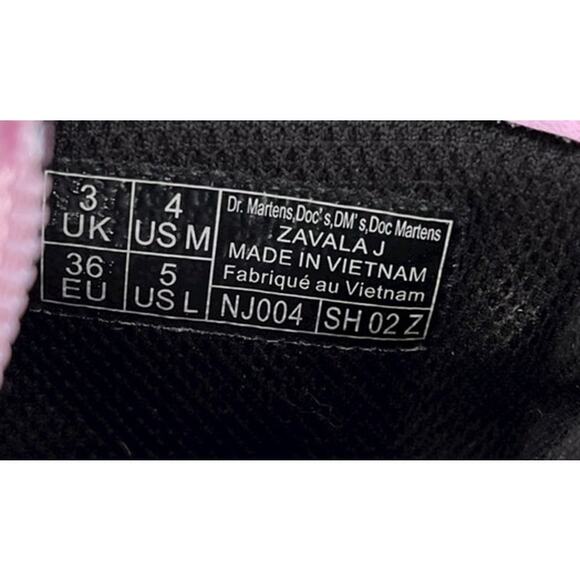 3 UK
4 US M
36 EU
5 US L
Dr. Martens,Doc's,DM's,Doc Martens
ZAVALA J
MADE IN VIETNAM
Fabriqué au Vietnam
NJ004
SH 02 Z